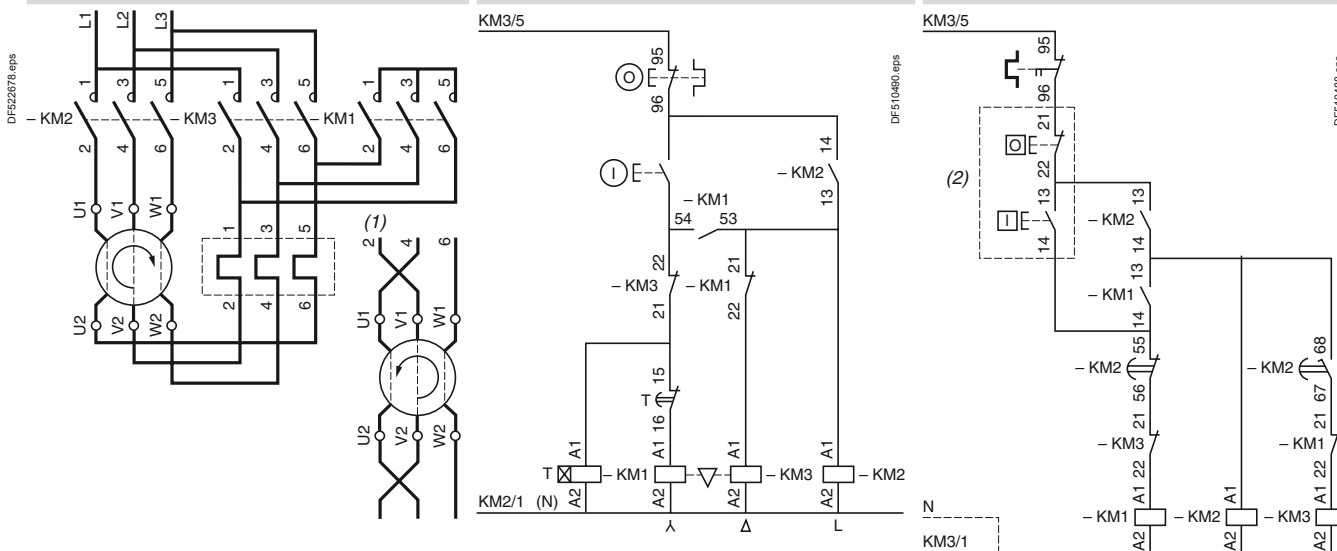 DF522678.eps
L1 L2 L3
1 3 5 1 3 5 1 3 5
– KM2 – KM3 – KM1
2 4 6 2 4 6 2 4 6
U1 V1 W1
1 3 5
(1)
2 4 6
2 4 6
U2 V2 W2
U1 V1 W1
U2 V2 W2
KM3/5
95
O
96
14
I
– KM2
13
– KM1
54 53
22 21
– KM3 – KM1
21 22
15
T
16
A1 A1 A1 A1
T – KM1 – KM3 – KM2
A2 A2 A2 A2
KM2/1 (N)
Δ L
DF510490.eps
KM3/5
95
96
21
O
22
(2)
13 13
I – KM2
14 14
13
– KM1
14
55 68
– KM2 – KM2
56 67
21 21
– KM3 – KM1
22 22
A1 A1 A1
N
– KM1 – KM2 – KM3
A2 A2 A2
KM3/1